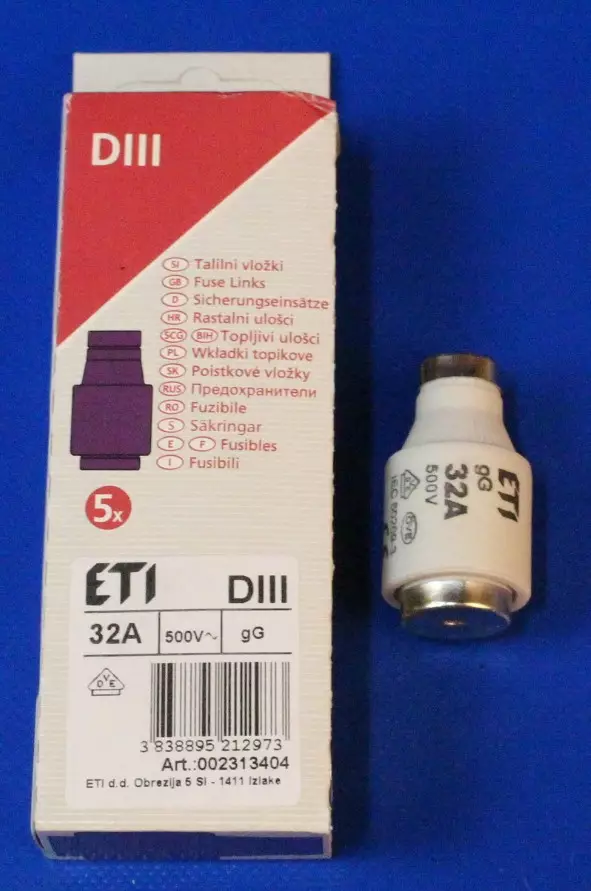 DIII
SI Talilni vložki
GB Fuse Links
D Sicherungseinsätze
HR Rastalni ulošci
SCG BIH Topljivi ulošci
PL Wkładki topikove
SK Poistkové vložky
RUS Предохранители
RO Fuzibile
S Säkringar
E F Fusibles
I Fusibili
5x
ETI DIII
32A 500V~ gG
DVE
3 838895 212973
Art.:002313404
ETI d.d. Obrezija 5 SI - 1411 Izlake
ETI
gG
32A
500V